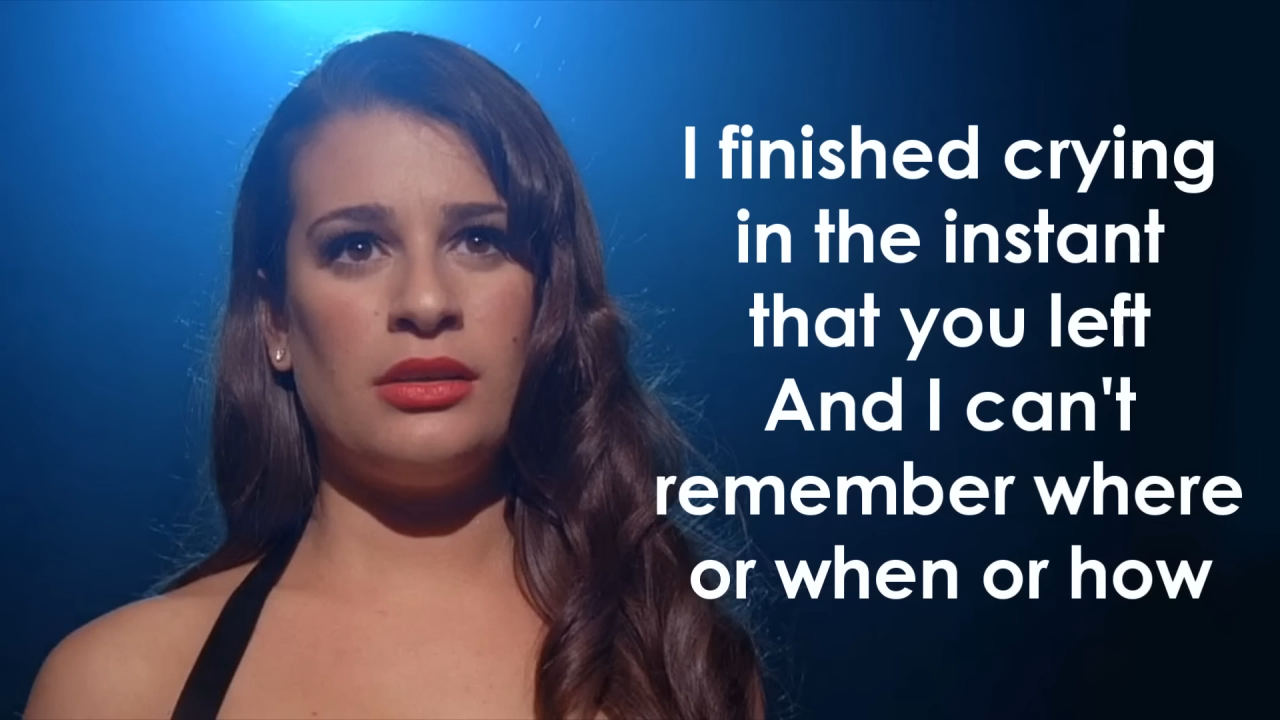 I finished crying
in the instant
that you left
And I can't
remember where
or when or how